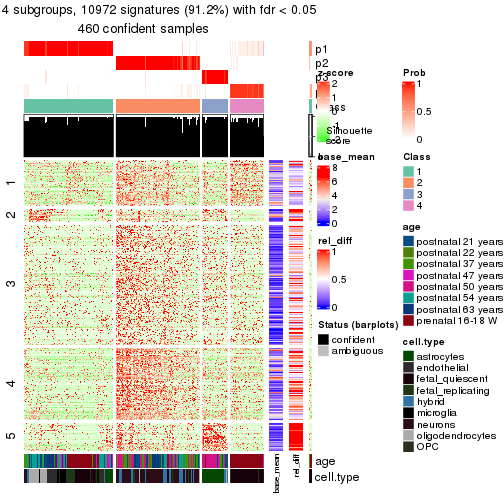 4 subgroups, 10972 signatures (91.2%) with fdr < 0.05
460 confident samples
p1
p2
p3
z-score
2
1
0
Silhouette
score
base_mean
8
6
4
2
0
rel_diff
1
0.5
0
Status (barplots)
confident
ambiguous
Prob
1
0.5
0
Class
1
2
3
4
age
postnatal 21 years
postnatal 22 years
postnatal 37 years
postnatal 47 years
postnatal 50 years
postnatal 54 years
postnatal 63 years
prenatal 16-18 W
cell.type
astrocytes
endothelial
fetal_quiescent
fetal_replicating
hybrid
microglia
neurons
oligodendrocytes
OPC
1
2
3
4
5
age
cell.type
base_mean
rel_diff